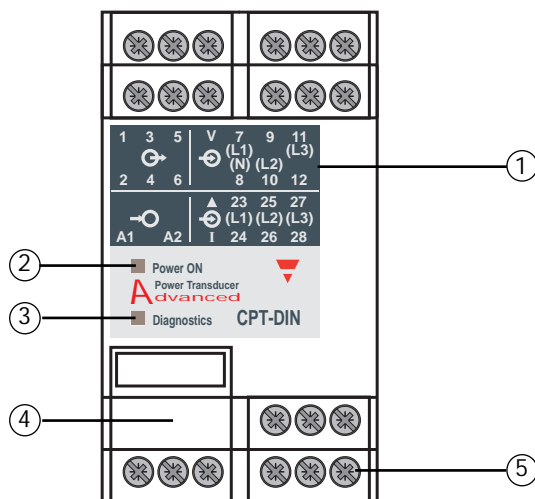 1 3 5 V 7 9 11
(L1) (L3)
(N) (L2)
2 4 6 8 10 12
23 25 27
(L1) (L2) (L3)
A1 A2 I 24 26 28
Power ON
Power Transducer
Advanced
Diagnostics CPT-DIN
1
2
3
4
5